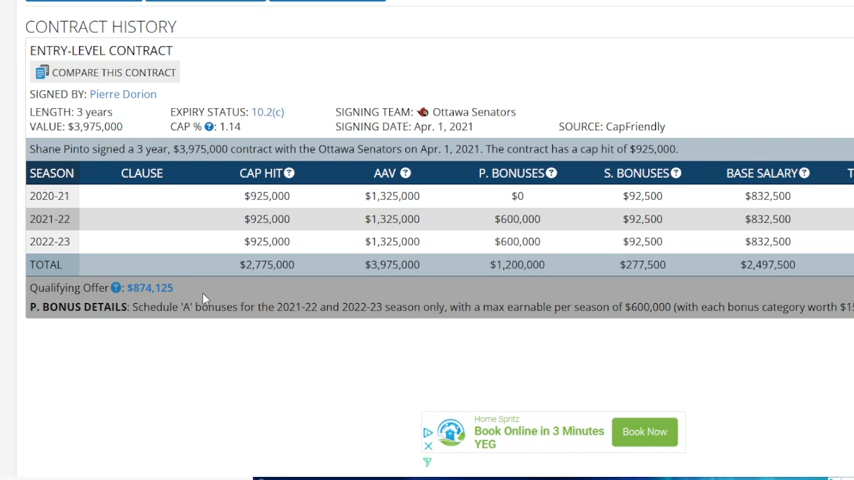 CONTRACT HISTORY
ENTRY-LEVEL CONTRACT
COMPARE THIS CONTRACT
SIGNED BY: Pierre Dorion
LENGTH: 3 years EXPIRY STATUS: 10.2(c) SIGNING TEAM: Ottawa Senators
VALUE: $3,975,000 CAP % ?: 1.14 SIGNING DATE: Apr. 1, 2021 SOURCE: CapFriendly
Shane Pinto signed a 3 year, $3,975,000 contract with the Ottawa Senators on Apr. 1, 2021. The contract has a cap hit of $925,000.
SEASON CLAUSE CAP HIT? AAV ? P. BONUSES? S. BONUSES? BASE SALARY? T
2020-21 $925,000 $1,325,000 $0 $92,500 $832,500
2021-22 $925,000 $1,325,000 $600,000 $92,500 $832,500
2022-23 $925,000 $1,325,000 $600,000 $92,500 $832,500
TOTAL $2,775,000 $3,975,000 $1,200,000 $277,500 $2,497,500
Qualifying Offer ?: $874,125
P. BONUS DETAILS: Schedule 'A' bonuses for the 2021-22 and 2022-23 season only, with a max earnable per season of $600,000 (with each bonus category worth $1
Home Spritz
Book Online in 3 Minutes
YEG
Book Now